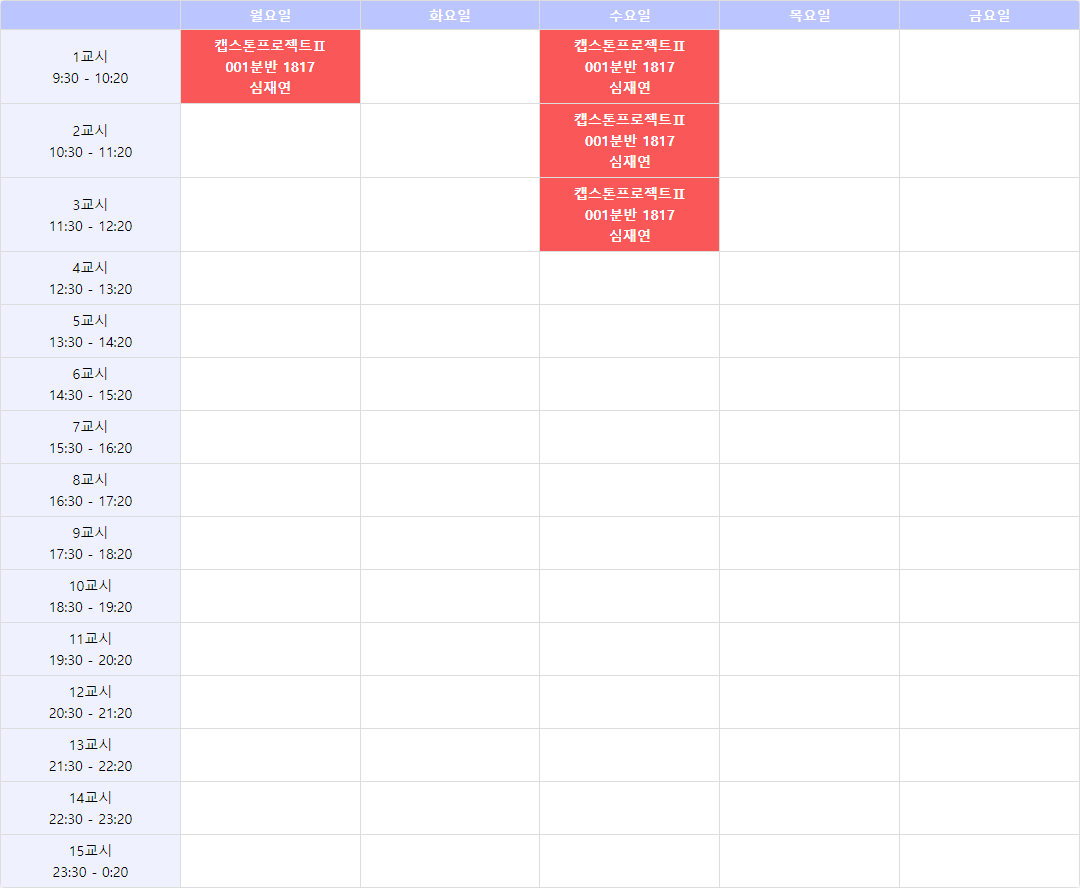 월요일
화요일
수요일
목요일
금요일
1교시
9:30 - 10:20
캡스톤프로젝트Ⅱ
001분반 1817
심재연
캡스톤프로젝트Ⅱ
001분반 1817
심재연
2교시
10:30 - 11:20
캡스톤프로젝트Ⅱ
001분반 1817
심재연
3교시
11:30 - 12:20
캡스톤프로젝트Ⅱ
001분반 1817
심재연
4교시
12:30 - 13:20
5교시
13:30 - 14:20
6교시
14:30 - 15:20
7교시
15:30 - 16:20
8교시
16:30 - 17:20
9교시
17:30 - 18:20
10교시
18:30 - 19:20
11교시
19:30 - 20:20
12교시
20:30 - 21:20
13교시
21:30 - 22:20
14교시
22:30 - 23:20
15교시
23:30 - 0:20